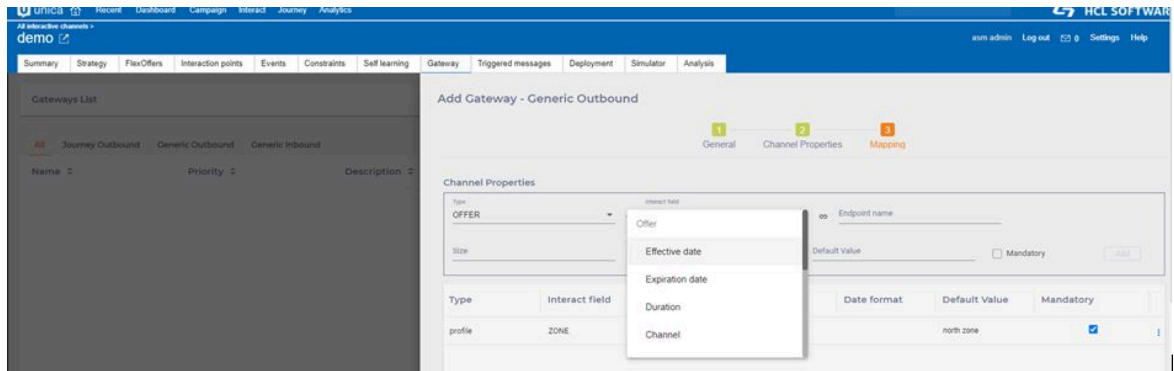 unica Recent Dashboard Campaign Interact Journey Analytics HCL SOFTWAR
All interactive channels >
demo asm admin Log out 0 Settings Help
Summary Strategy FlexOffers Interaction points Events Constraints Self learning Gateway Triggered messages Deployment Simulator Analysis
Gateways List
Add Gateway - Generic Outbound
1 2 3
General Channel Properties Mapping
All Journey Outbound Generic Outbound Generic Inbound
Name Priority Description
Channel Properties
Type Interact field
OFFER Endpoint name
Offer
Size Default Value Mandatory Add
Effective date
Expiration date
Duration
Channel
Type Interact field Date format Default Value Mandatory
profile ZONE north zone